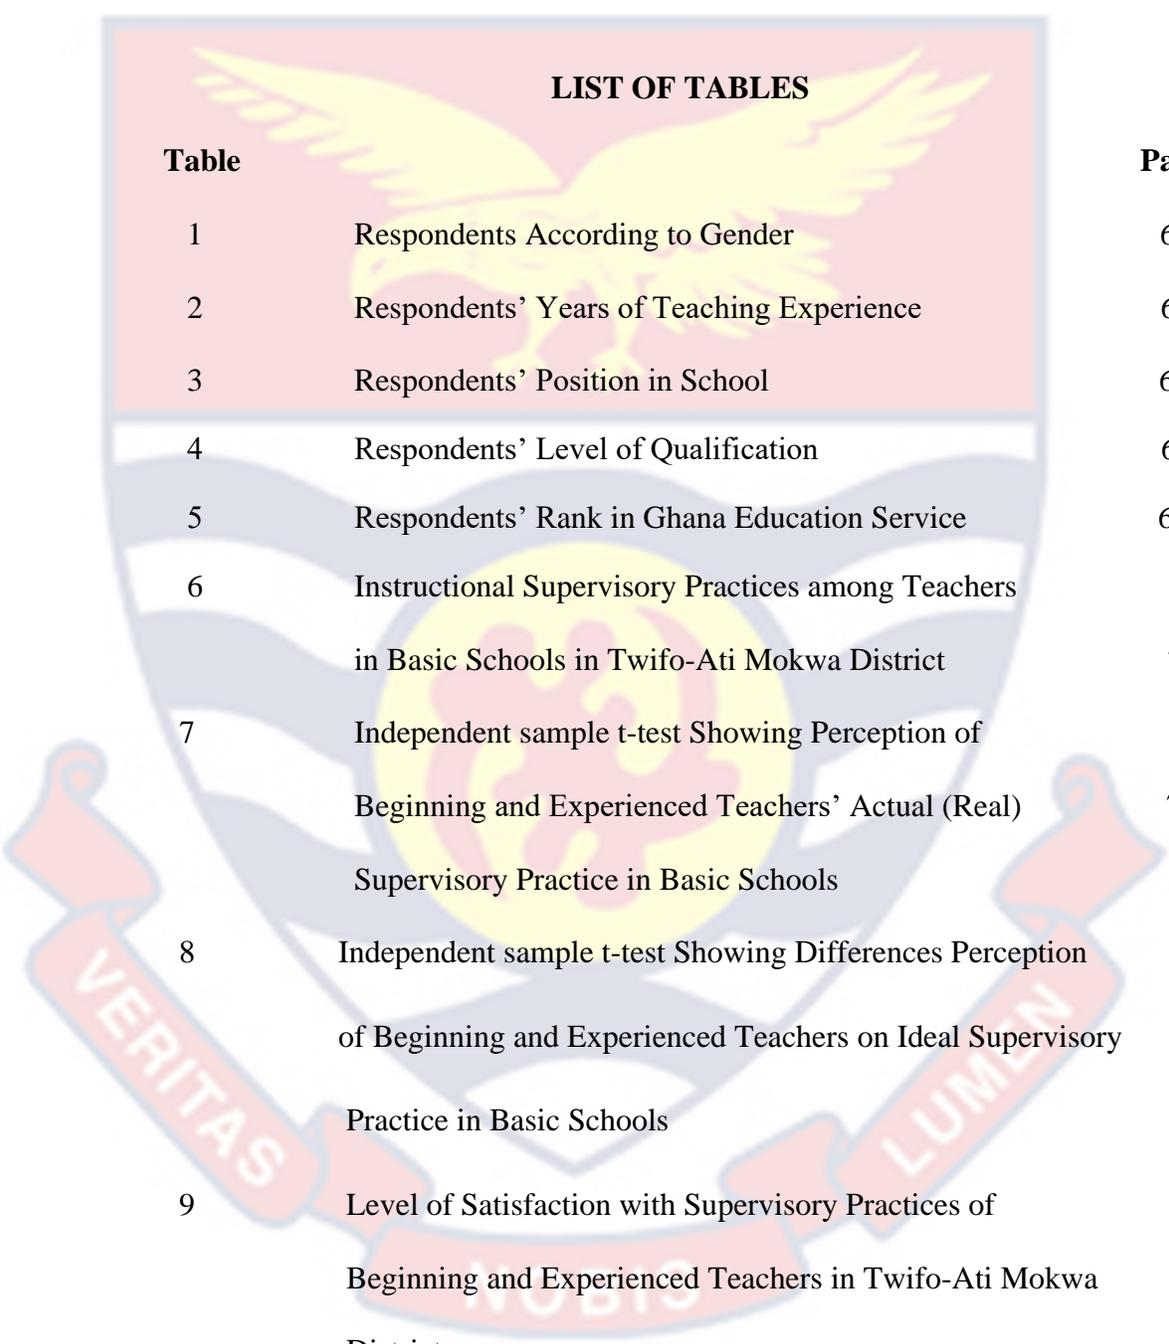 LIST OF TABLES
Table
1 Respondents According to Gender
2 Respondents’ Years of Teaching Experience
3 Respondents’ Position in School
4 Respondents’ Level of Qualification
5 Respondents’ Rank in Ghana Education Service
6 Instructional Supervisory Practices among Teachers
in Basic Schools in Twifo-Ati Mokwa District
7 Independent sample t-test Showing Perception of
Beginning and Experienced Teachers’ Actual (Real)
Supervisory Practice in Basic Schools
8 Independent sample t-test Showing Differences Perception
of Beginning and Experienced Teachers on Ideal Supervisory
Practice in Basic Schools
9 Level of Satisfaction with Supervisory Practices of
Beginning and Experienced Teachers in Twifo-Ati Mokwa
VERITAS
NOBIS
LUMEN